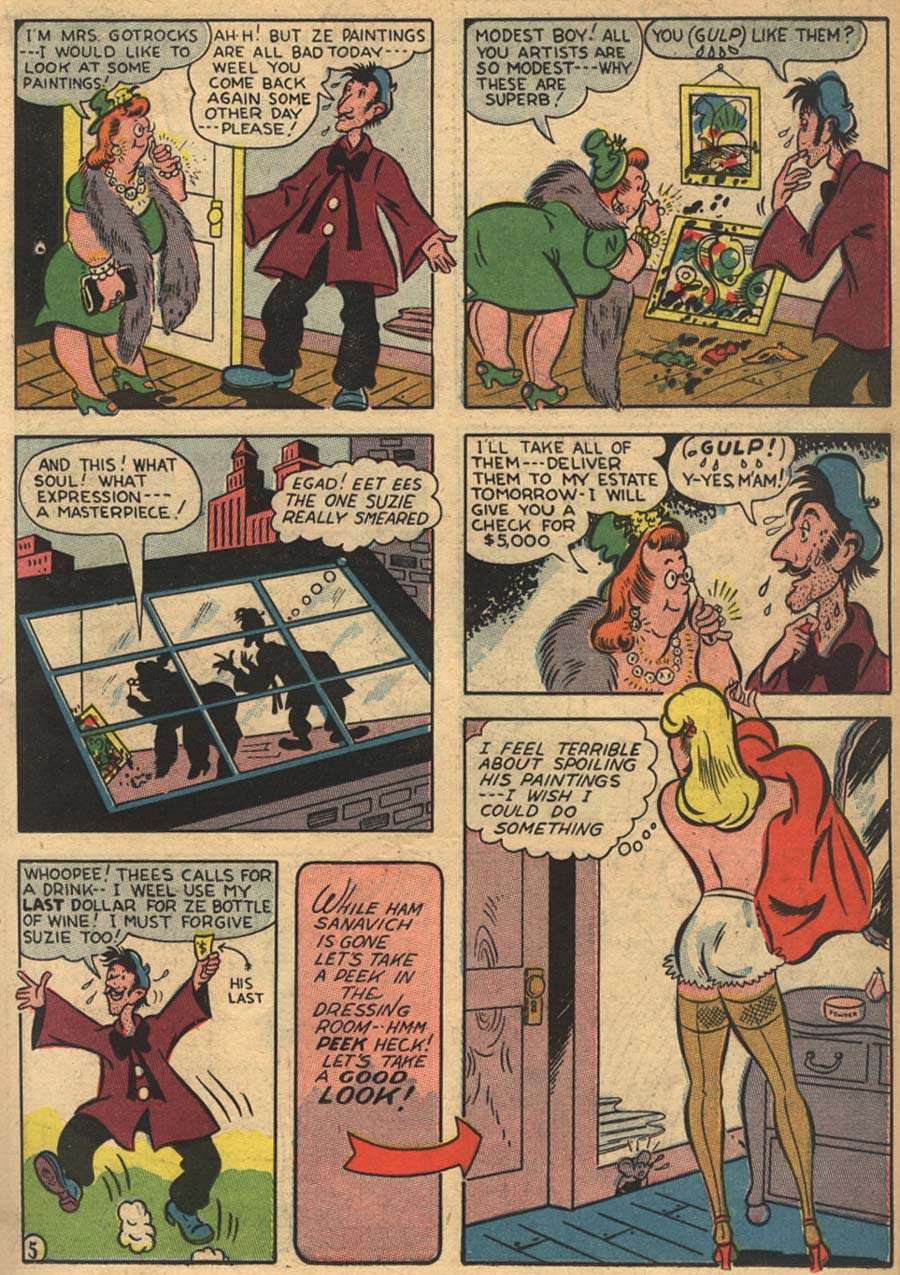 I'M MRS. GOTROCKS
---I WOULD LIKE TO
LOOK AT SOME
PAINTINGS!
AH-H! BUT ZE PAINTINGS
ARE ALL BAD TODAY---
WEEL YOU
COME BACK
AGAIN SOME
OTHER DAY
---PLEASE!
MODEST BOY! ALL
YOU ARTISTS ARE
SO MODEST---WHY
THESE ARE
SUPERB!
YOU (GULP) LIKE THEM?
AND THIS! WHAT
SOUL! WHAT
EXPRESSION---
A MASTERPIECE!
EGAD! EET EES
THE ONE SUZIE
REALLY SMEARED
I'LL TAKE ALL OF
THEM---DELIVER
THEM TO MY ESTATE
TOMORROW-I WILL
GIVE YOU A
CHECK FOR
$5,000
(GULP!)
Y-YES, M'AM!
WHOOPEE! THEES CALLS FOR
A DRINK-- I WEEL USE MY
LAST DOLLAR FOR ZE BOTTLE
OF WINE! I MUST FORGIVE
SUZIE TOO!
$
HIS
LAST
5
WHILE HAM
SANAVICH
IS GONE
LET'S TAKE
A PEEK IN
THE
DRESSING
ROOM--HMM
PEEK HECK!
LET'S TAKE
A GOOD
LOOK!
I FEEL TERRIBLE
ABOUT SPOILING
HIS PAINTINGS
---I WISH I
COULD DO
SOMETHING
POWDER